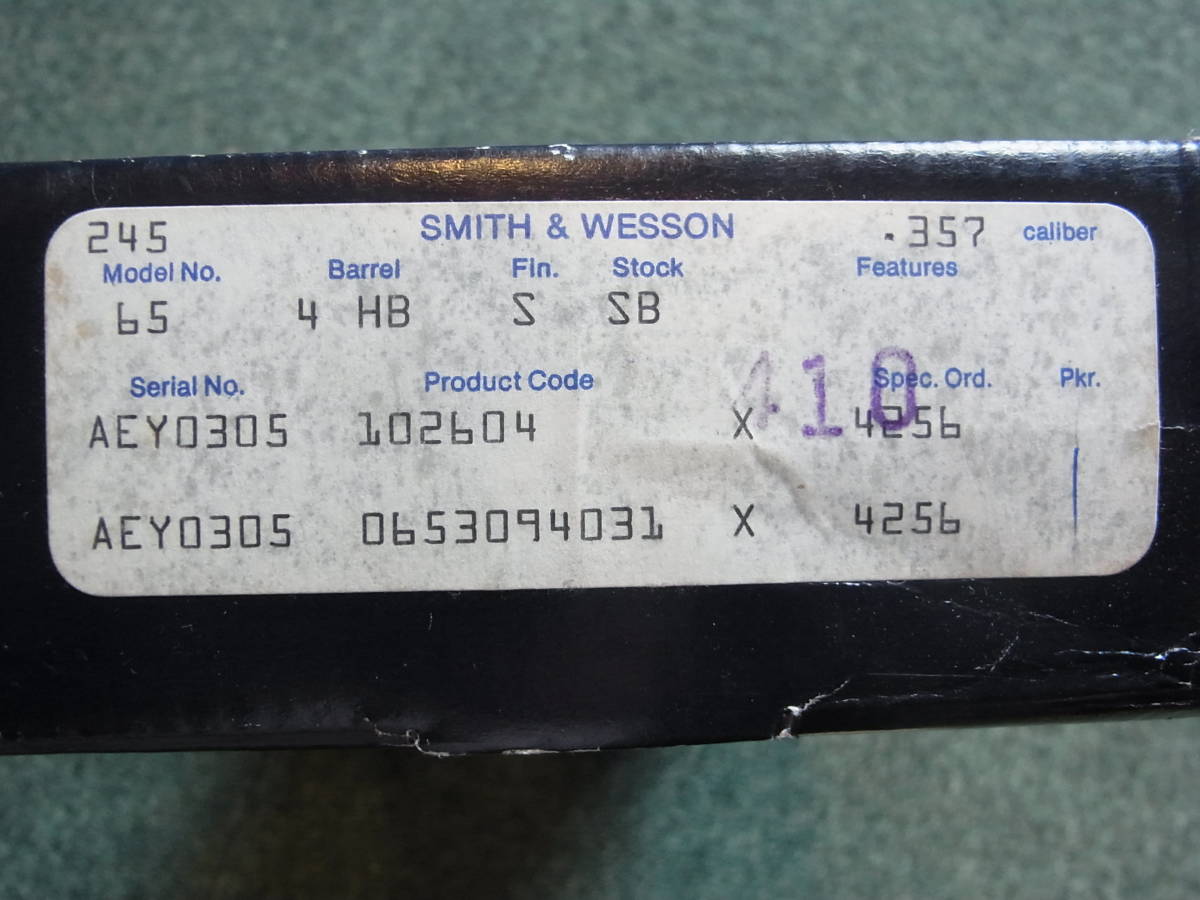 245 SMITH & WESSON .357 caliber
Model No. Barrel Fin. Stock Features
65 4 HB S SB
410
Serial No. Product Code Spec. Ord. Pkr.
AEY0305 102604 X 4256
AEY0305 0653094031 X 4256